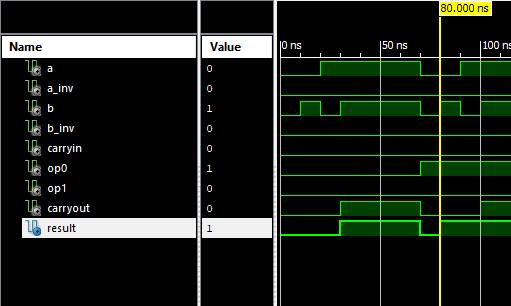 80.000 ns
Name Value 0 ns 50 ns 100 ns
a 0
a_inv 0
b 1
b_inv 0
carryin 0
op0 1
op1 0
carryout 0
result 1